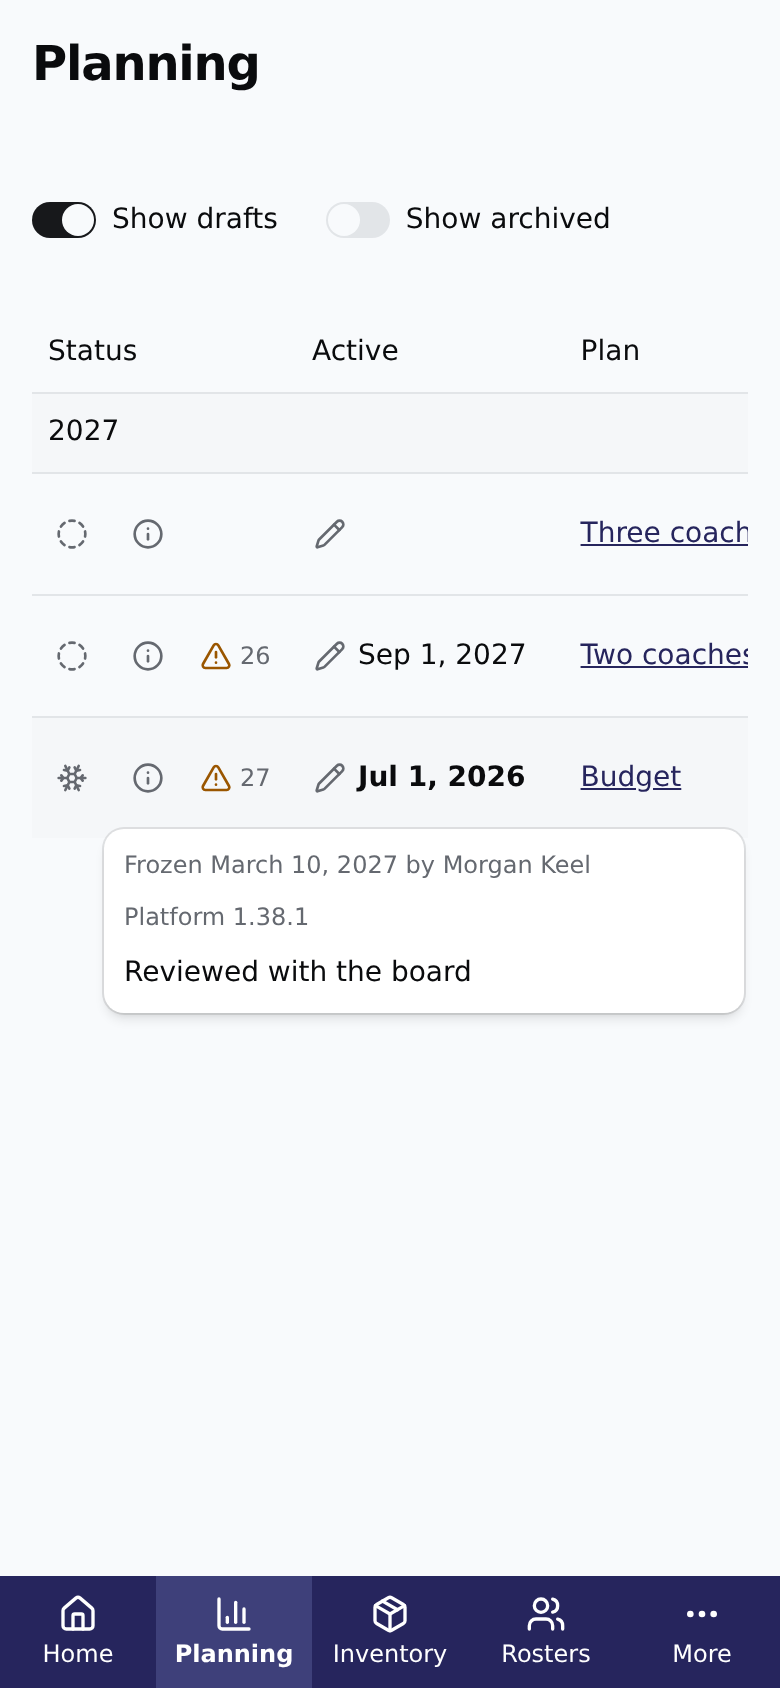 Planning
Show drafts Show archived
Status Active Plan
2027
Three coach
26 Sep 1, 2027 Two coaches
27 Jul 1, 2026 Budget
Frozen March 10, 2027 by Morgan Keel
Platform 1.38.1
Reviewed with the board
Home Planning Inventory Rosters More